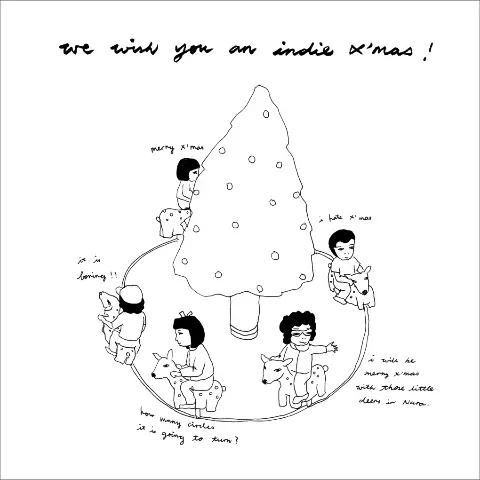 we wish you an indie x'mas!
merry x'mas
i hate x'mas
it is
boring!!
i will be
merry x'mas
with those little
deers in Nara.
how many circles
it is going to turn?